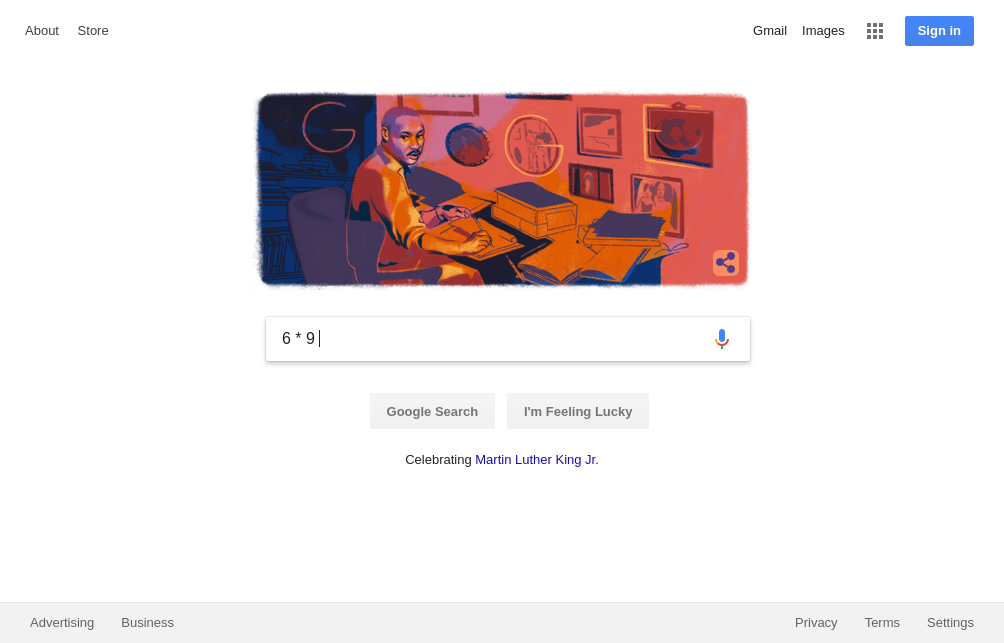 About Store Gmail Images Sign in
6 * 9
Google Search I'm Feeling Lucky
Celebrating Martin Luther King Jr.
Advertising Business Privacy Terms Settings